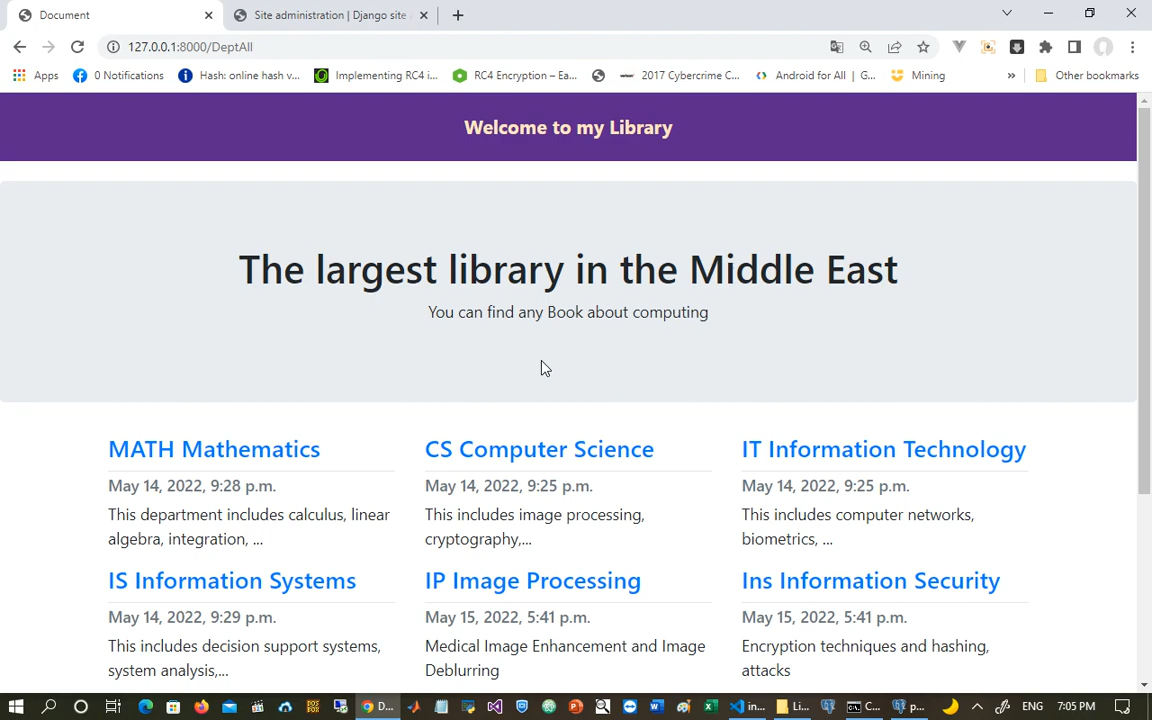 Document
Site administration | Django site
127.0.0.1:8000/DeptAll
Apps
0 Notifications
Hash: online hash v...
Implementing RC4 i...
RC4 Encryption – Ea...
2017 Cybercrime C...
Android for All | G...
Mining
»
Other bookmarks
Welcome to my Library
The largest library in the Middle East
You can find any Book about computing
MATH Mathematics
May 14, 2022, 9:28 p.m.
This department includes calculus, linear
algebra, integration, ...
CS Computer Science
May 14, 2022, 9:25 p.m.
This includes image processing,
cryptography,...
IT Information Technology
May 14, 2022, 9:25 p.m.
This includes computer networks,
biometrics, ...
IS Information Systems
May 14, 2022, 9:29 p.m.
This includes decision support systems,
system analysis,...
IP Image Processing
May 15, 2022, 5:41 p.m.
Medical Image Enhancement and Image
Deblurring
Ins Information Security
May 15, 2022, 5:41 p.m.
Encryption techniques and hashing,
attacks
D...
in...
Li...
C...
p...
ENG
7:05 PM